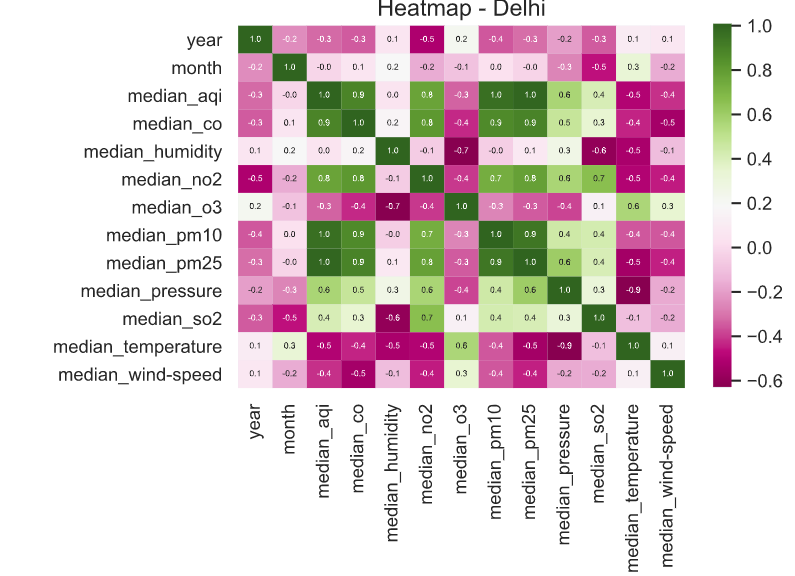 Heatmap - Delhi
year 1.0 -0.2 -0.3 -0.3 0.1 -0.5 0.2 -0.4 -0.3 -0.2 -0.3 0.1 0.1
month -0.2 1.0 -0.0 0.1 0.2 -0.2 -0.1 0.0 -0.0 -0.3 -0.5 0.3 -0.2
median_aqi -0.3 -0.0 1.0 0.9 0.0 0.8 -0.3 1.0 1.0 0.6 0.4 -0.5 -0.4
median_co -0.3 0.1 0.9 1.0 0.2 0.8 -0.4 0.9 0.9 0.5 0.3 -0.4 -0.5
median_humidity 0.1 0.2 0.0 0.2 1.0 -0.1 -0.7 -0.0 0.1 0.3 -0.6 -0.5 -0.1
median_no2 -0.5 -0.2 0.8 0.8 -0.1 1.0 -0.4 0.7 0.8 0.6 0.7 -0.5 -0.4
median_o3 0.2 -0.1 -0.3 -0.4 -0.7 -0.4 1.0 -0.3 -0.3 -0.4 0.1 0.6 0.3
median_pm10 -0.4 0.0 1.0 0.9 -0.0 0.7 -0.3 1.0 0.9 0.4 0.4 -0.4 -0.4
median_pm25 -0.3 -0.0 1.0 0.9 0.1 0.8 -0.3 0.9 1.0 0.6 0.4 -0.5 -0.4
median_pressure -0.2 -0.3 0.6 0.5 0.3 0.6 -0.4 0.4 0.6 1.0 0.3 -0.9 -0.2
median_so2 -0.3 -0.5 0.4 0.3 -0.6 0.7 0.1 0.4 0.4 0.3 1.0 -0.1 -0.2
median_temperature 0.1 0.3 -0.5 -0.4 -0.5 -0.5 0.6 -0.4 -0.5 -0.9 -0.1 1.0 0.1
median_wind-speed 0.1 -0.2 -0.4 -0.5 -0.1 -0.4 0.3 -0.4 -0.4 -0.2 -0.2 0.1 1.0
year
month
median_aqi
median_co
median_humidity
median_no2
median_o3
median_pm10
median_pm25
median_pressure
median_so2
median_temperature
median_wind-speed
1.0
0.8
0.6
0.4
0.2
0.0
−0.2
−0.4
−0.6